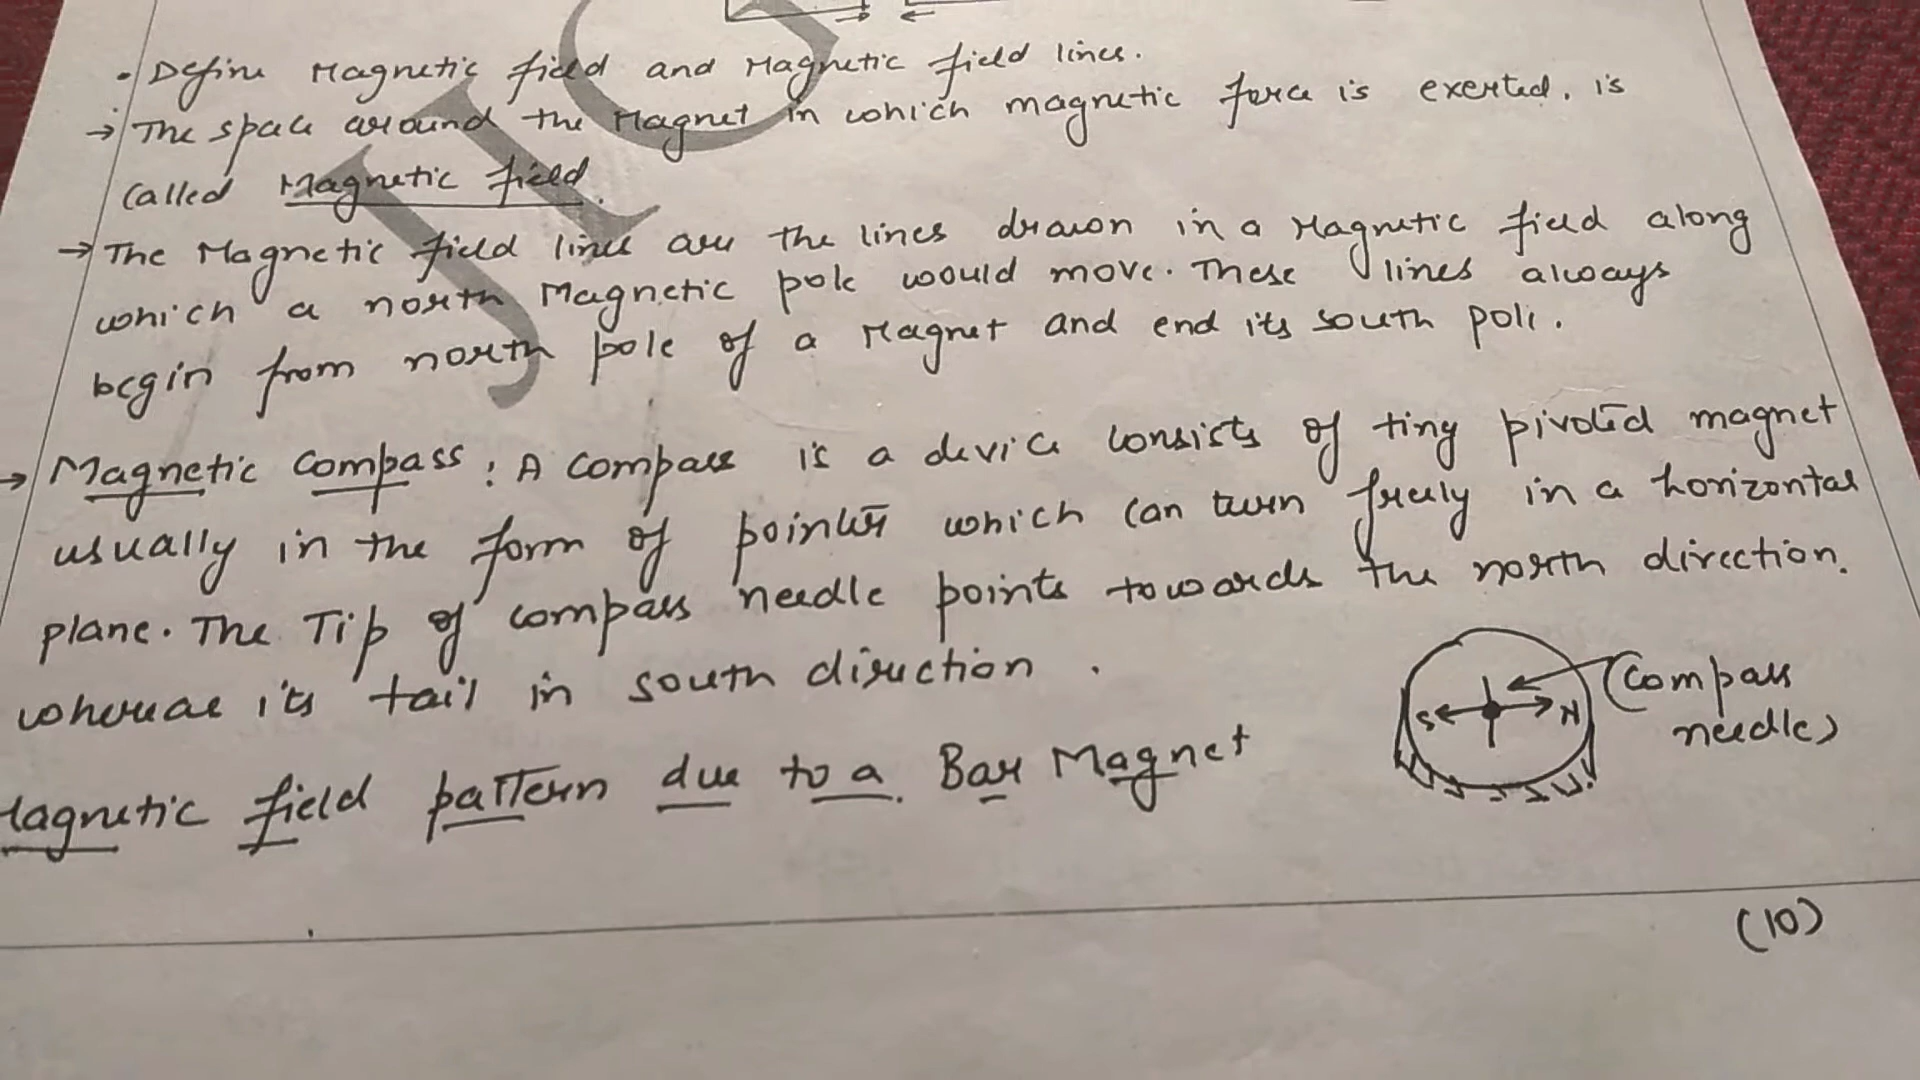 • Define Magnetic field and Magnetic field lines.
→ The space around the Magnet in which magnetic force is exerted, is
called Magnetic field.
→ The Magnetic field lines are the lines drawn in a Magnetic field along
which a north Magnetic pole would move. These lines always
begin from north pole of a Magnet and end its south pole.
→ Magnetic Compass: A Compass is a device consists of tiny pivoted magnet
usually in the form of pointer which can turn freely in a horizontal
plane. The Tip of compass needle points towards the north direction.
whereas its tail in south direction.
S N
(Compass
needle)
Magnetic field pattern due to a Bar Magnet
(10)